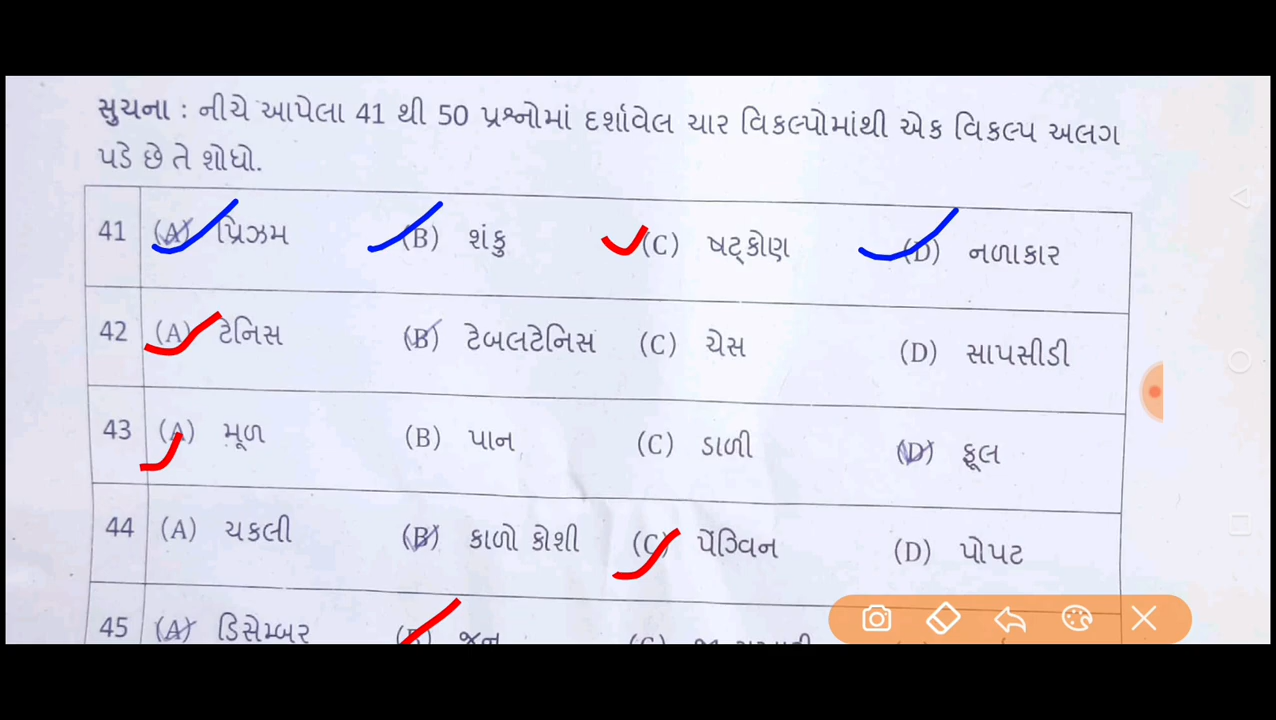 સુચના : નીચે આપેલા 41 થી 50 પ્રશ્નોમાં દર્શાવેલ ચાર વિકલ્પોમાંથી એક વિકલ્પ અલગ
પડે છે તે શોધો.
41 (A) પ્રિઝમ (B) શંકુ (C) ષટ્કોણ (D) નળાકાર
42 (A) ટેનિસ (B) ટેબલટેનિસ (C) ચેસ (D) સાપસીડી
43 (A) મૂળ (B) પાન (C) ડાળી (D) ફૂલ
44 (A) ચકલી (B) કાળો કોશી (C) પેંગ્વિન (D) પોપટ
45 (A) ડિસેમ્બર (B) જૂન (C)